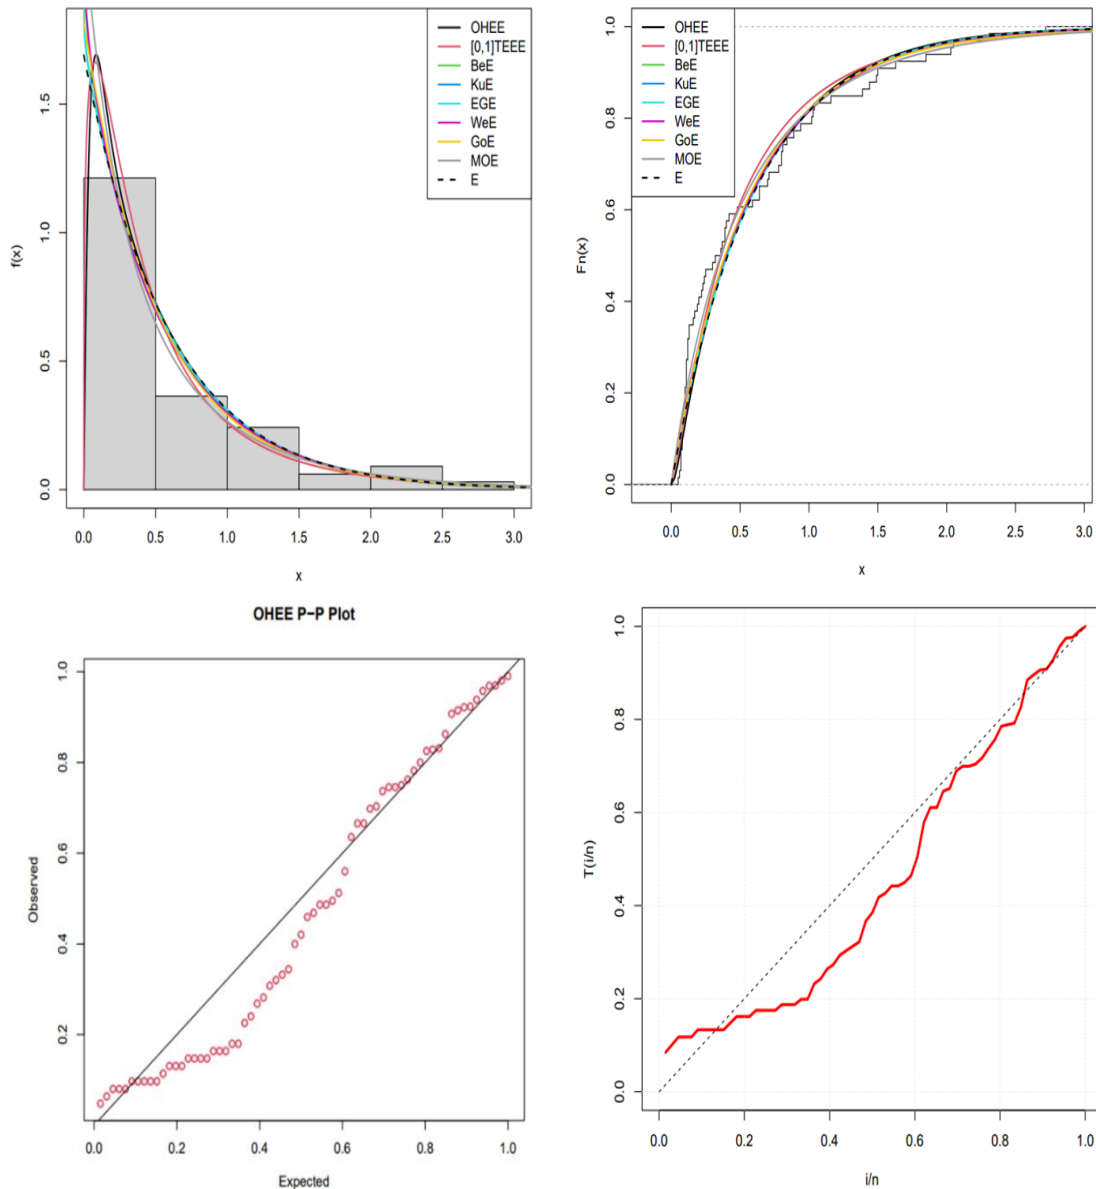 OHEE
[0,1]TEEE
BeE
KuE
EGE
WeE
GoE
MOE
E
f(x)
0.0
0.5
1.0
1.5
0.0 0.5 1.0 1.5 2.0 2.5 3.0
x
OHEE
[0,1]TEEE
BeE
KuE
EGE
WeE
GoE
MOE
E
Fn(x)
0.0
0.2
0.4
0.6
0.8
1.0
0.0 0.5 1.0 1.5 2.0 2.5 3.0
x
OHEE P−P Plot
Observed
0.2
0.4
0.6
0.8
1.0
0.0 0.2 0.4 0.6 0.8 1.0
Expected
T(i/n)
0.0
0.2
0.4
0.6
0.8
1.0
0.0 0.2 0.4 0.6 0.8 1.0
i/n